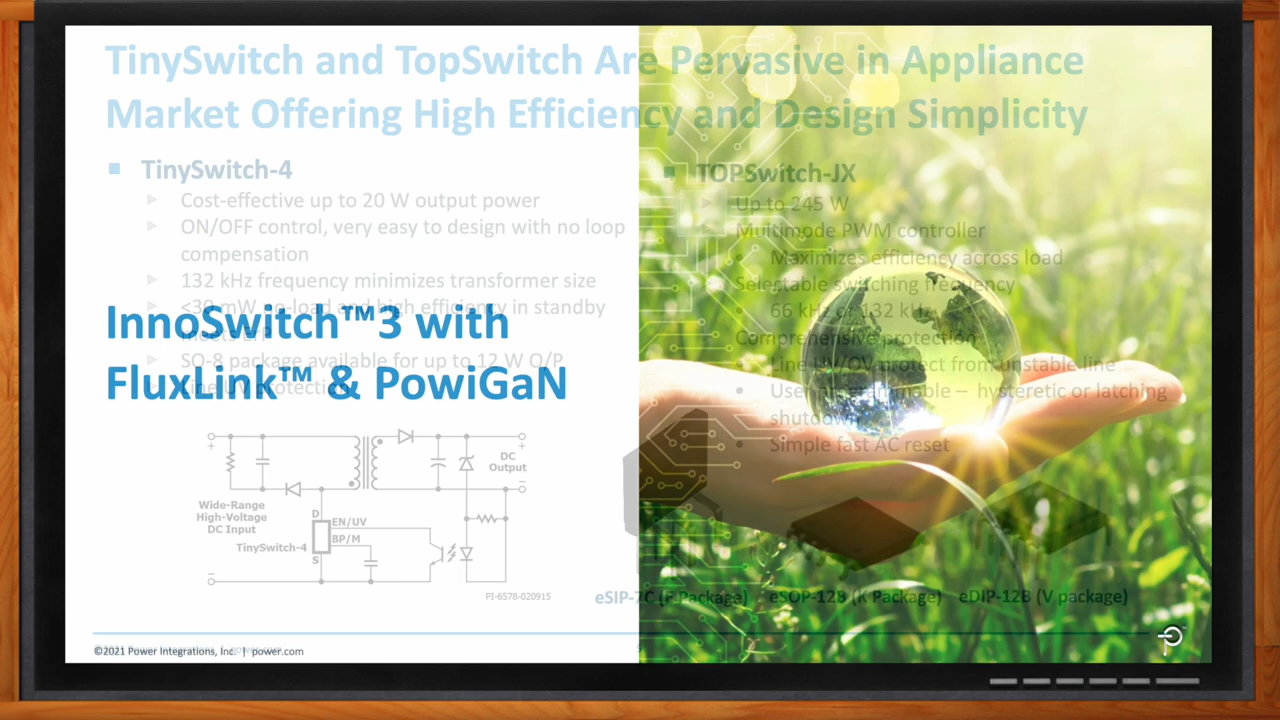 TinySwitch and TopSwitch Are Pervasive in Appliance
Market Offering High Efficiency and Design Simplicity
TinySwitch-4
Cost-effective up to 20 W output power
ON/OFF control, very easy to design with no loop
compensation
132 kHz frequency minimizes transformer size
<30 mW no-load and high efficiency in standby
meets
SO-8 package available for up to 12 W O/P
protection
InnoSwitch™3 with
FluxLink™ & PowiGaN
TOPSwitch-JX
Up to 245 W
Multimode PWM controller
Maximizes efficiency across load
Selectable switching frequency
66 kHz or 132 kHz
Comprehensive protection
Line UV/OV protect from unstable line
– hysteretic or latching
shutdown
Simple fast AC reset
+
+
DC
Output
–
Wide-Range
High-Voltage
DC Input
D
EN/UV
BP/M
TinySwitch-4
S
–
PI-6578-020915
eSIP-7C (E Package)
eSOP-12B (K Package)
eDIP-12B (V package)
©2021 Power Integrations, Inc. | power.com